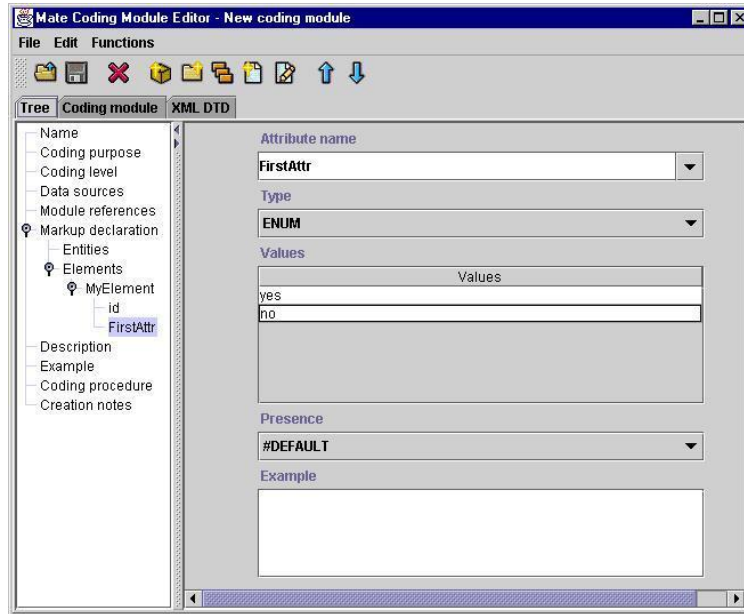 Mate Coding Module Editor - New coding module
File Edit Functions
Tree Coding module XML DTD
Name
Coding purpose
Coding level
Data sources
Module references
Markup declaration
Entities
Elements
MyElement
id
FirstAttr
Description
Example
Coding procedure
Creation notes
Attribute name
FirstAttr
Type
ENUM
Values
Values
yes
no
Presence
#DEFAULT
Example